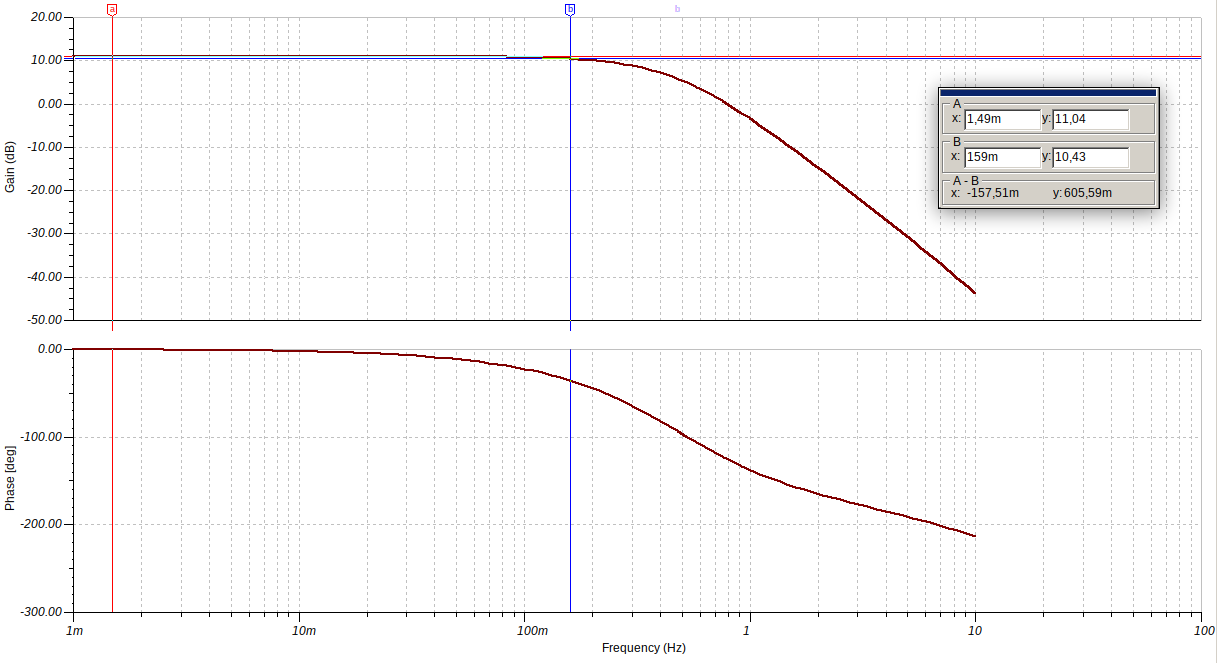 a
b
b
20.00
10.00
0.00
-10.00
-20.00
-30.00
-40.00
-50.00
Gain (dB)
A
x: 1,49m y: 11,04
B
x: 159m y: 10,43
A - B
x: -157,51m y: 605,59m
0.00
-100.00
-200.00
-300.00
Phase [deg]
1m 10m 100m 1 10 100
Frequency (Hz)